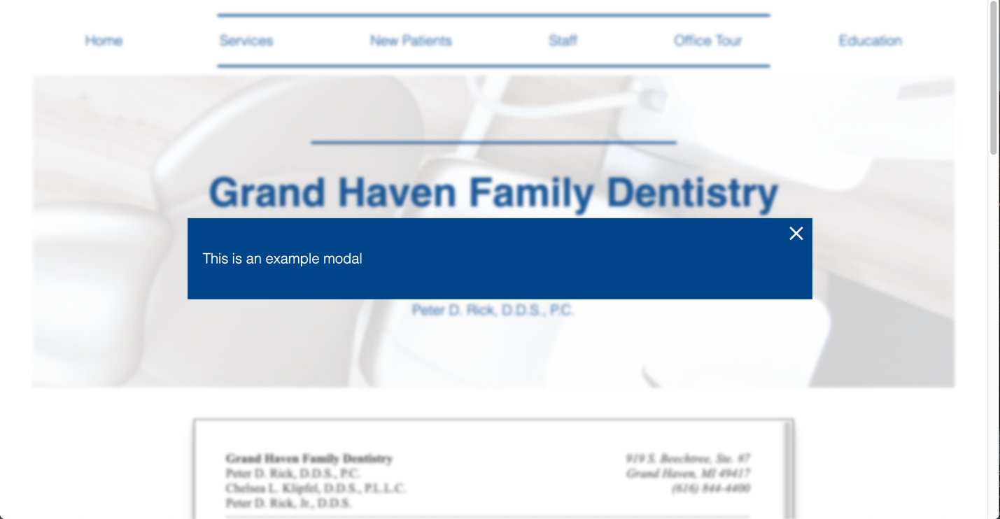 Home Services New Patients Staff Office Tour Education
Grand Haven Family Dentistry
This is an example modal
Peter D. Rick, D.D.S., P.C.
Grand Haven Family Dentistry
919 S. Beechtree, Ste. #7
Peter D. Rick, D.D.S., P.C.
Grand Haven, MI 49417
Chelsea L. Klipfel, D.D.S., P.L.L.C.
(616) 844-4400
Peter D. Rick, Jr., D.D.S.